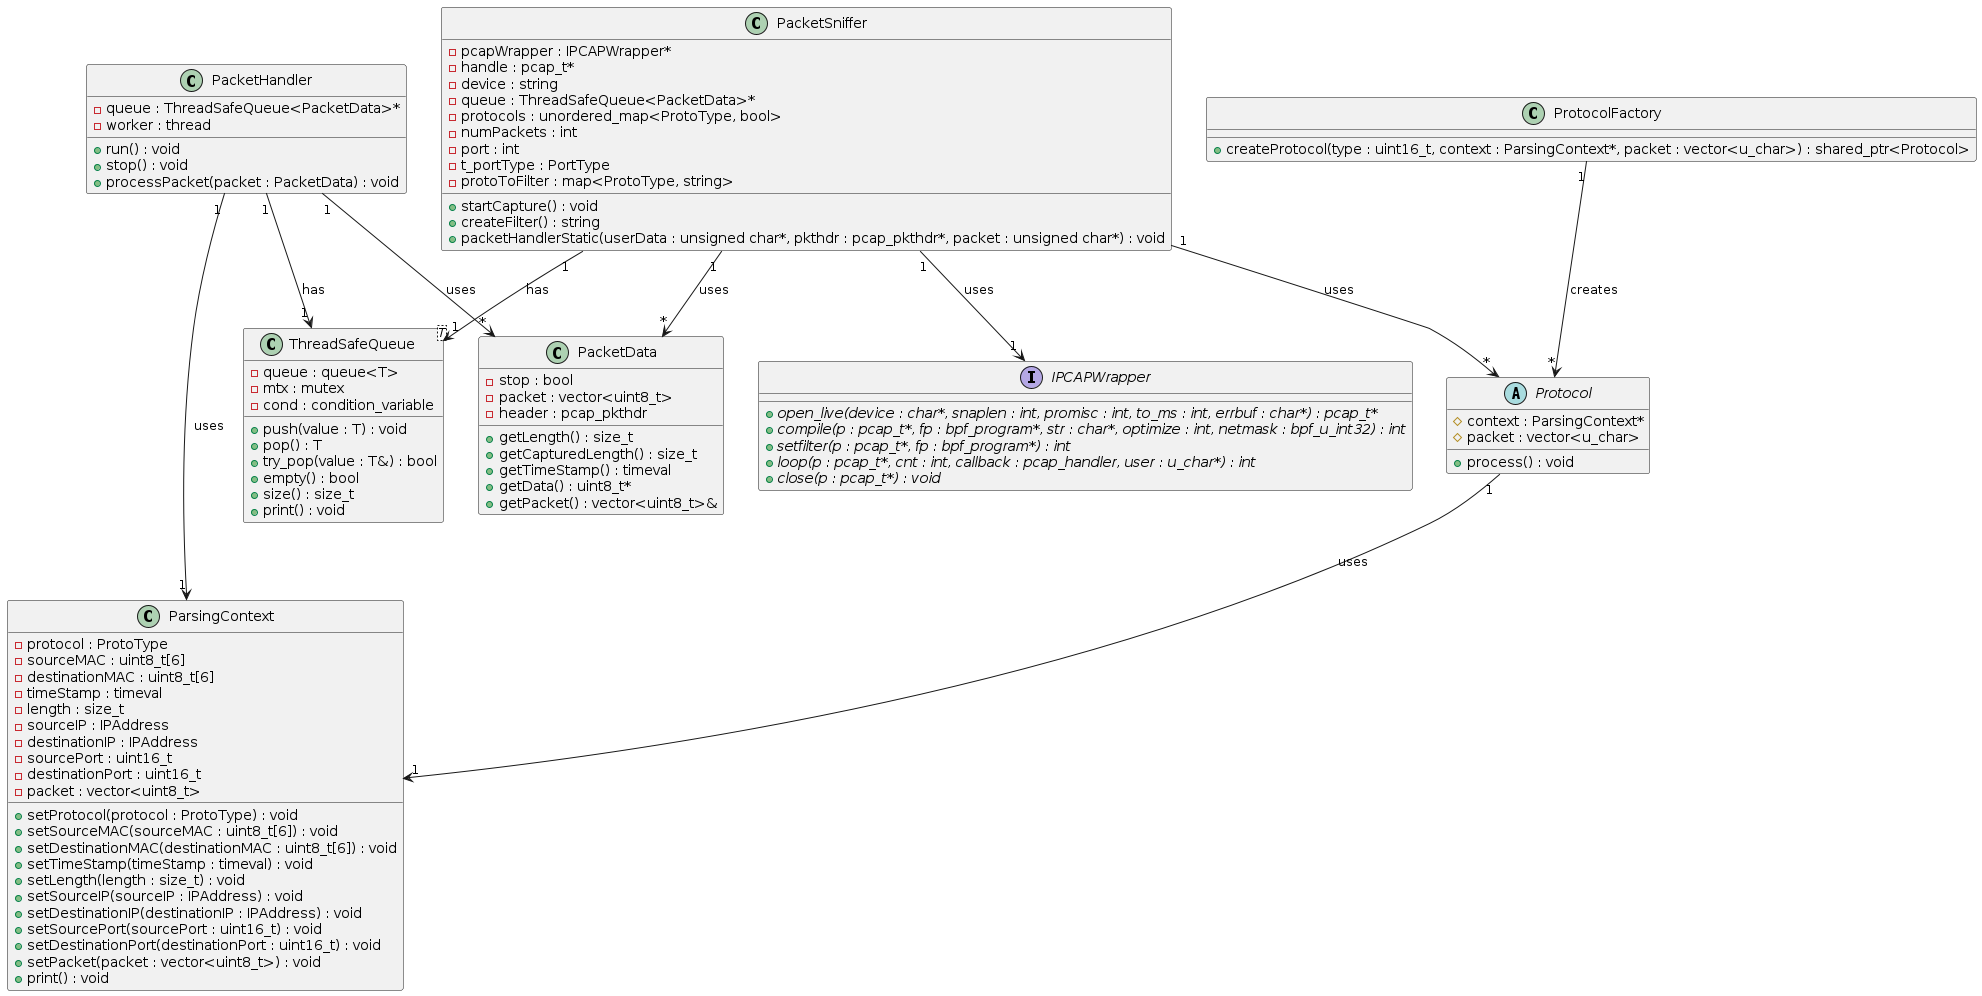 C PacketSniffer
pcapWrapper : IPCAPWrapper*
handle : pcap_t*
device : string
queue : ThreadSafeQueue<PacketData>*
protocols : unordered_map<ProtoType, bool>
numPackets : int
port : int
t_portType : PortType
protoToFilter : map<ProtoType, string>
startCapture() : void
createFilter() : string
packetHandlerStatic(userData : unsigned char*, pkthdr : pcap_pkthdr*, packet : unsigned char*) : void
C PacketHandler
queue : ThreadSafeQueue<PacketData>*
worker : thread
run() : void
stop() : void
processPacket(packet : PacketData) : void
C ProtocolFactory
createProtocol(type : uint16_t, context : ParsingContext*, packet : vector<u_char>) : shared_ptr<Protocol>
1
1
1
1
1
1
1
1
uses
has
uses
has
uses
uses
uses
creates
1
1
*
*
1
*
*
1
C ThreadSafeQueue
T
queue : queue<T>
mtx : mutex
cond : condition_variable
push(value : T) : void
pop() : T
try_pop(value : T&) : bool
empty() : bool
size() : size_t
print() : void
C PacketData
stop : bool
packet : vector<uint8_t>
header : pcap_pkthdr
getLength() : size_t
getCapturedLength() : size_t
getTimeStamp() : timeval
getData() : uint8_t*
getPacket() : vector<uint8_t>&
I IPCAPWrapper
open_live(device : char*, snaplen : int, promisc : int, to_ms : int, errbuf : char*) : pcap_t*
compile(p : pcap_t*, fp : bpf_program*, str : char*, optimize : int, netmask : bpf_u_int32) : int
setfilter(p : pcap_t*, fp : bpf_program*) : int
loop(p : pcap_t*, cnt : int, callback : pcap_handler, user : u_char*) : int
close(p : pcap_t*) : void
A Protocol
context : ParsingContext*
packet : vector<u_char>
process() : void
1
uses
1
C ParsingContext
protocol : ProtoType
sourceMAC : uint8_t[6]
destinationMAC : uint8_t[6]
timeStamp : timeval
length : size_t
sourceIP : IPAddress
destinationIP : IPAddress
sourcePort : uint16_t
destinationPort : uint16_t
packet : vector<uint8_t>
setProtocol(protocol : ProtoType) : void
setSourceMAC(sourceMAC : uint8_t[6]) : void
setDestinationMAC(destinationMAC : uint8_t[6]) : void
setTimeStamp(timeStamp : timeval) : void
setLength(length : size_t) : void
setSourceIP(sourceIP : IPAddress) : void
setDestinationIP(destinationIP : IPAddress) : void
setSourcePort(sourcePort : uint16_t) : void
setDestinationPort(destinationPort : uint16_t) : void
setPacket(packet : vector<uint8_t>) : void
print() : void